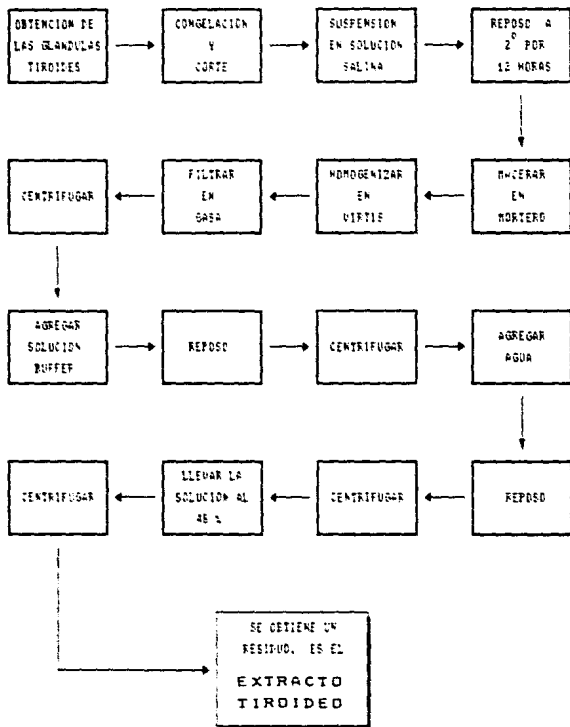 OBTENCION DE
LAS GLANDULAS
TIROIDES
CONGELACION
Y
CORTE
SUSPENSION
EN SOLUCION
SALINA
REPOSO A
2° POR
12 HORAS
MACERAR
EN
MORTERO
HOMOGENIZAR
EN
VIRTIS
FILTRAR
EN
GASA
CENTRIFUGAR
AGREGAR
SOLUCION
BUFFER
REPOSO
CENTRIFUGAR
AGREGAR
AGUA
REPOSO
CENTRIFUGAR
LLEVAR LA
SOLUCION AL
45 %
CENTRIFUGAR
SE OBTIENE UN
RESIDUO, ES EL
EXTRACTO
TIROIDEO